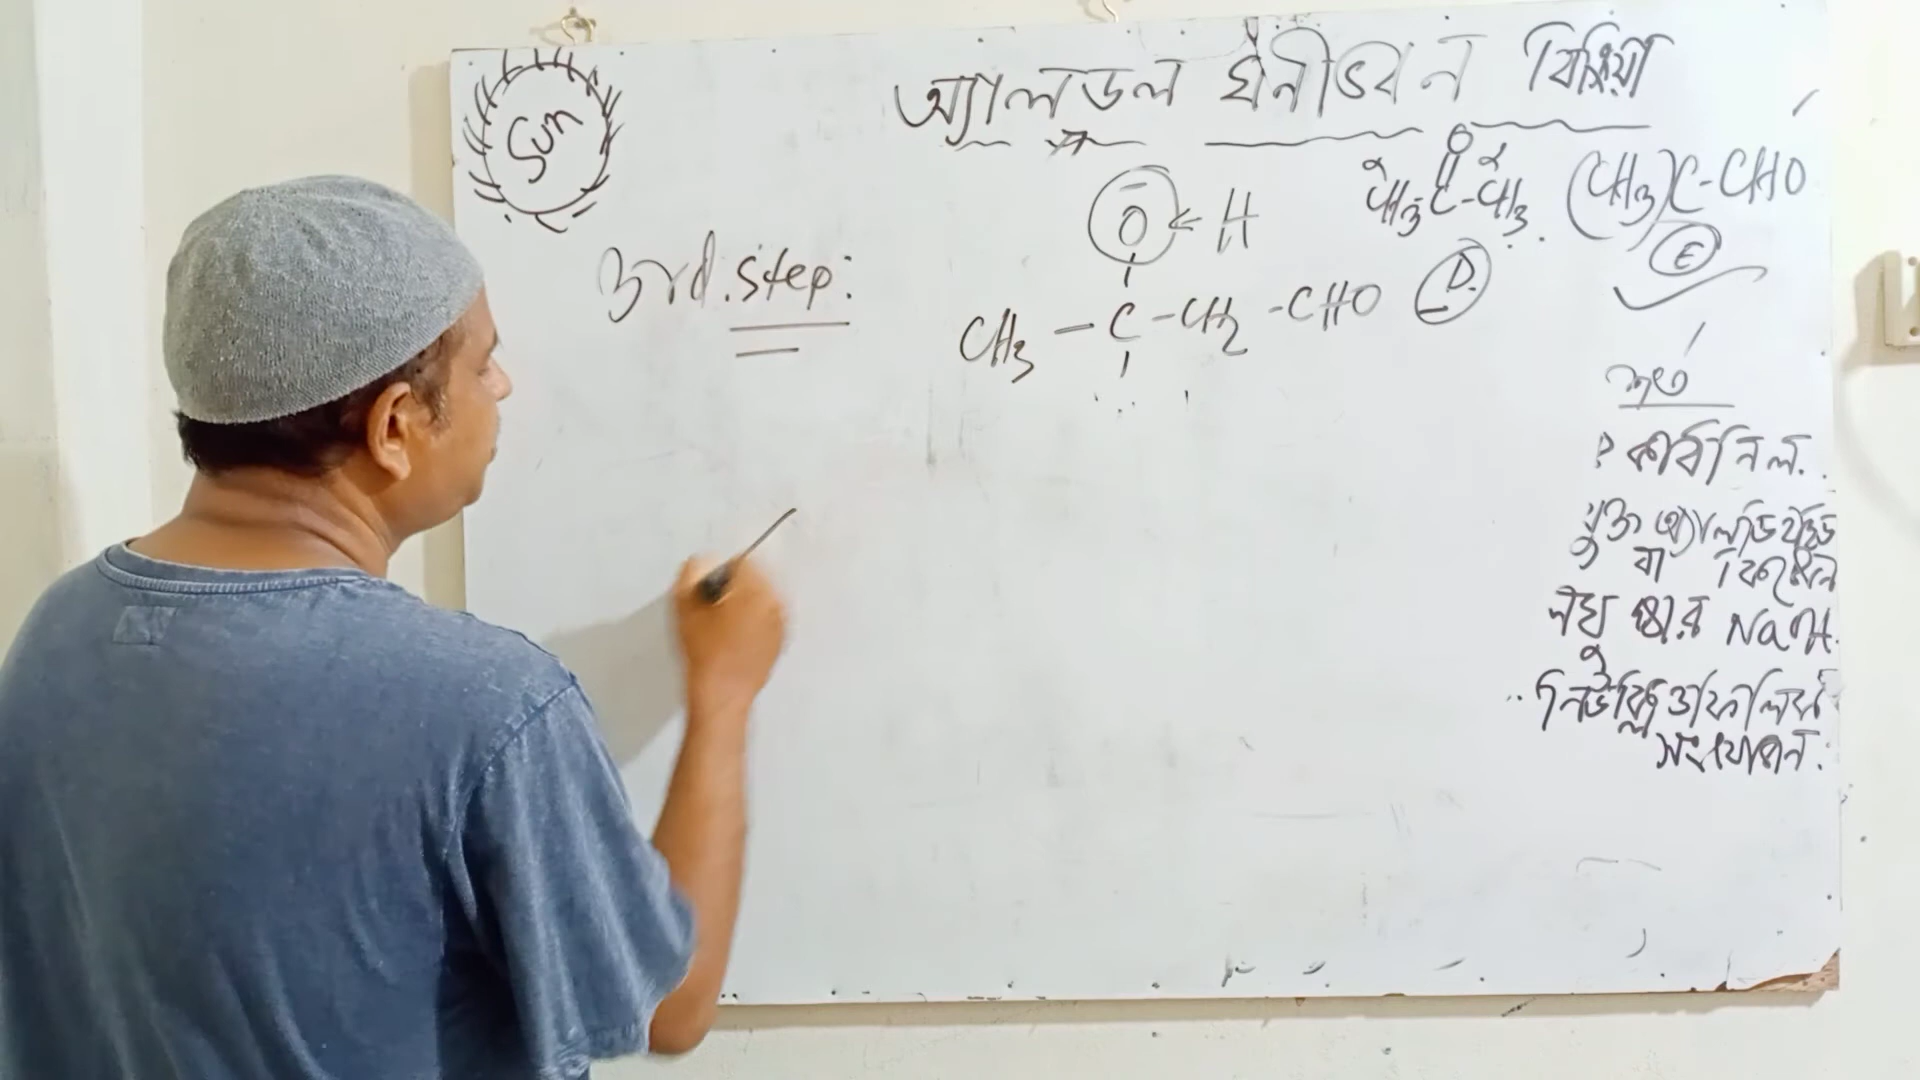 Sun
অ্যালডল ঘনীভবন বিক্রিয়া
3rd. step:
O ← H
CH3 - C - CH2 - CHO D.
O
α α
CH3-C-CH3.
(CH3)C-CHO
E
শর্ত
কার্বনিল
যুক্ত অ্যালডিহাইড
বা কিটোন
লঘু ক্ষার NaOH.
সংযোজন